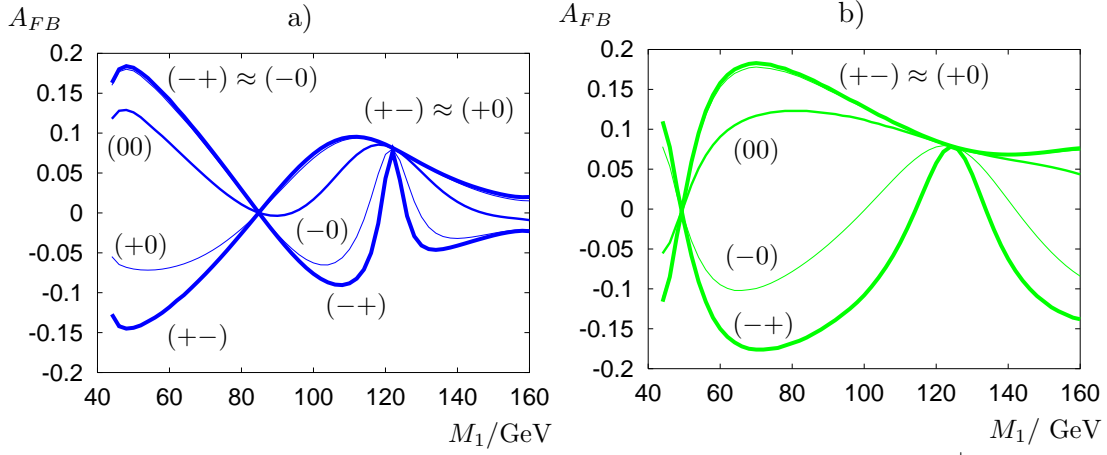 A_{FB}
a)
0.2
0.15
0.1
0.05
0
-0.05
-0.1
-0.15
-0.2
40 60 80 100 120 140 160
M_1/GeV
(−+) ≈ (−0)
(+−) ≈ (+0)
(00)
(+0)
(−0)
(−+)
(+−)
A_{FB}
b)
0.2
0.15
0.1
0.05
0
-0.05
-0.1
-0.15
-0.2
40 60 80 100 120 140 160
M_1/ GeV
(+−) ≈ (+0)
(00)
(−0)
(−+)